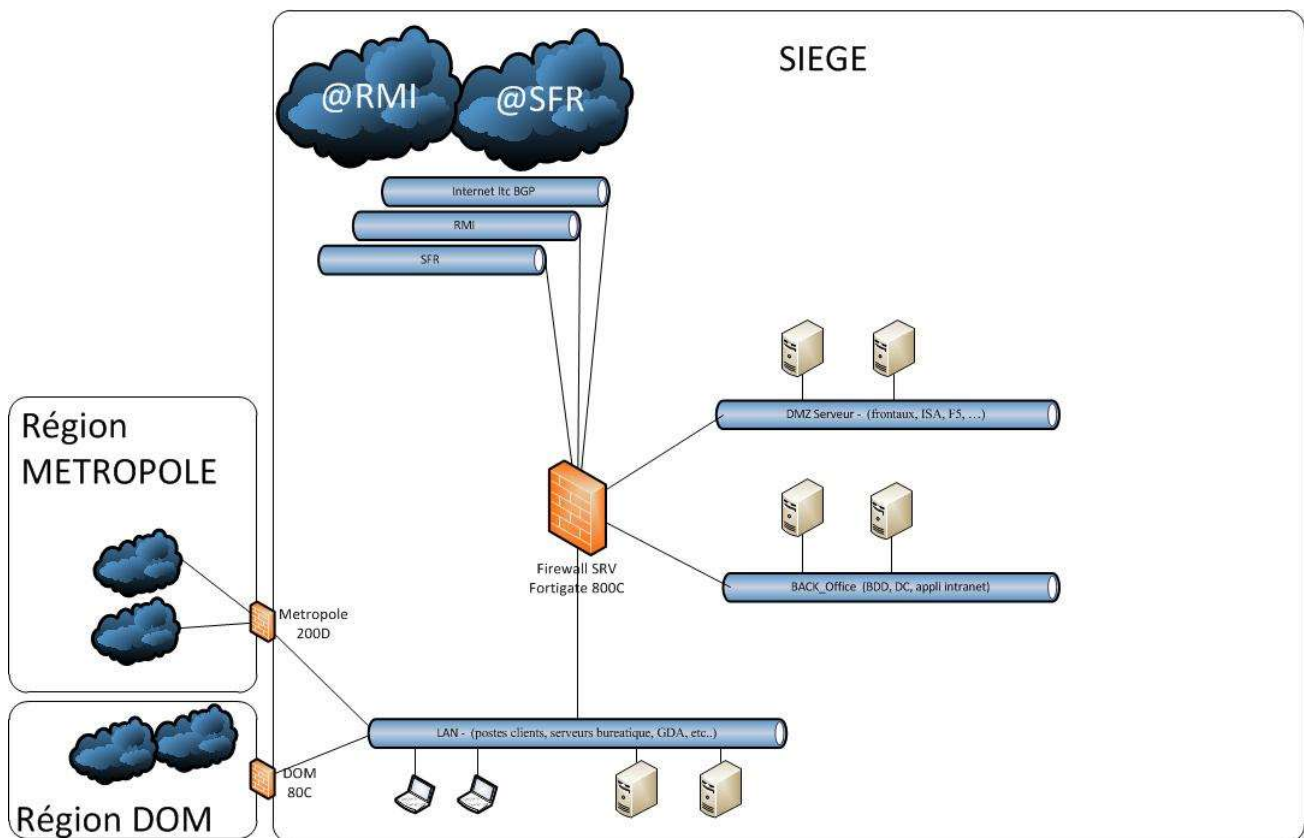 SIEGE
@RMI
@SFR
Internet ltc BGP
RMI
SFR
DMZ Serveur - (frontaux, ISA, F5, ...)
Région
METROPOLE
Firewall SRV
Fortigate 800C
BACK_Office (BDD, DC, appli intranet)
Metropole
200D
LAN - (postes clients, serveurs bureatique, GDA, etc..)
DOM
80C
Région DOM